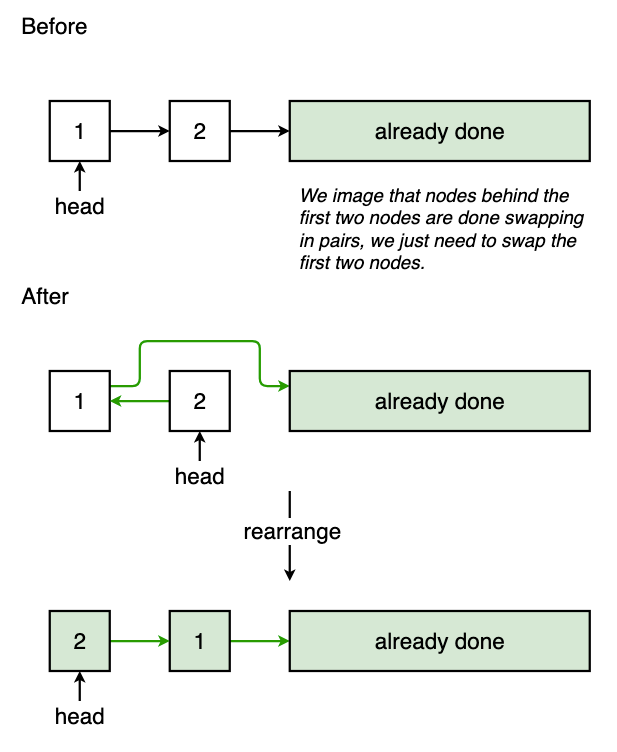 Before
1
2
already done
head
We image that nodes behind the
first two nodes are done swapping
in pairs, we just need to swap the
first two nodes.
After
1
2
already done
head
rearrange
2
1
already done
head